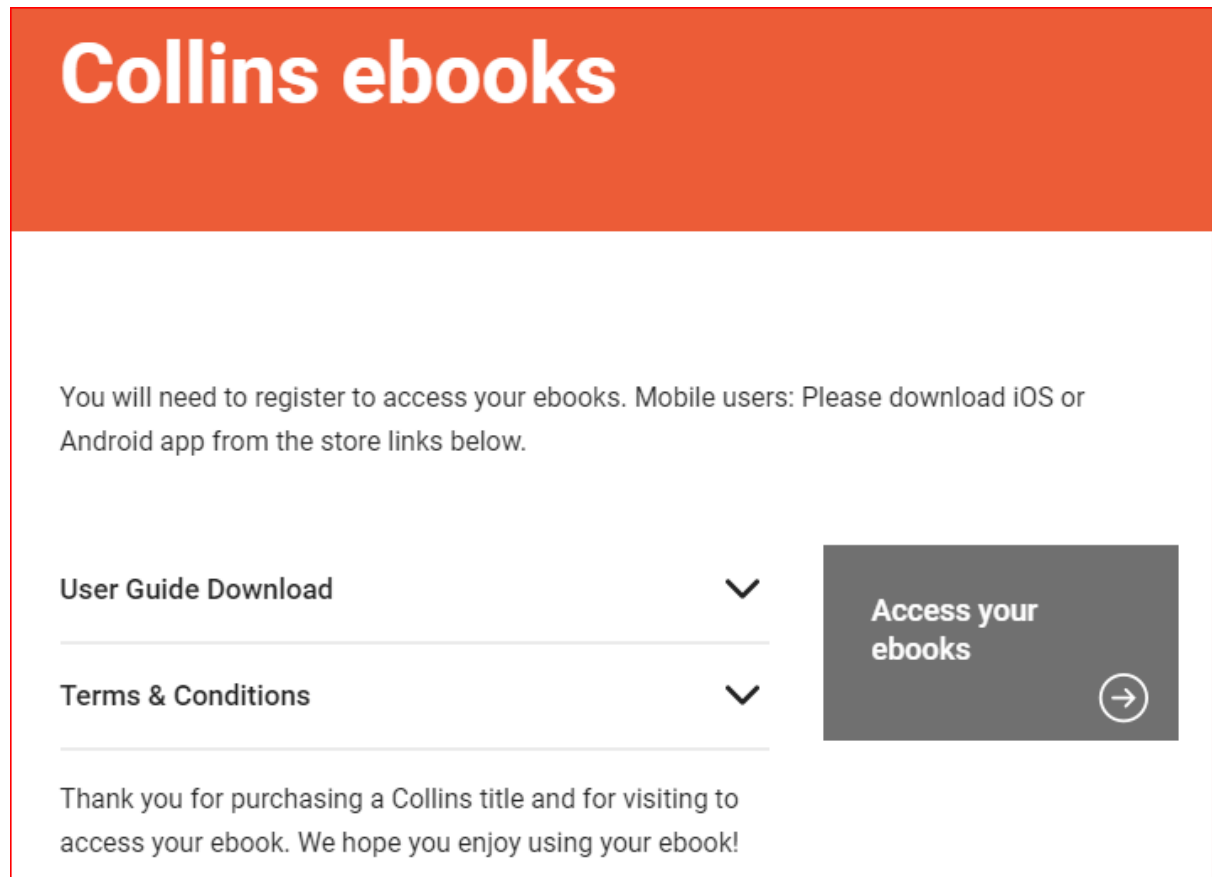 Collins ebooks
You will need to register to access your ebooks. Mobile users: Please download iOS or
Android app from the store links below.
User Guide Download
Access your
ebooks
Terms & Conditions
Thank you for purchasing a Collins title and for visiting to
access your ebook. We hope you enjoy using your ebook!